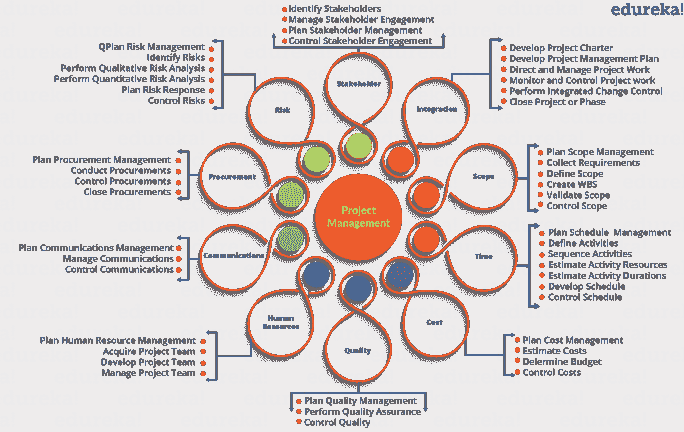 edureka!
Identify Stakeholders
Manage Stakeholder Engagement
Plan Stakeholder Management
Control Stakeholder Engagement
QPlan Risk Management
Identify Risks
Perform Qualitative Risk Analysis
Perform Quantitative Risk Analysis
Plan Risk Response
Control Risks
Develop Project Charter
Develop Project Management Plan
Direct and Manage Project Work
Monitor and Control Project work
Perform Integrated Change Control
Close Project or Phase
Stakeholder
Risk
Integration
Plan Procurement Management
Conduct Procurements
Control Procurements
Close Procurements
Procurement
Scope
Plan Scope Management
Collect Requirements
Define Scope
Create WBS
Validate Scope
Control Scope
Project
Management
Plan Communications Management
Manage Communications
Control Communications
Communications
Time
Plan Schedule Management
Define Activities
Sequence Activities
Estimate Activity Resources
Estimate Activity Durations
Develop Schedule
Control Schedule
Human
Resources
Quality
Cost
Plan Human Resource Management
Acquire Project Team
Develop Project Team
Manage Project Team
Plan Cost Management
Estimate Costs
Determine Budget
Control Costs
Plan Quality Management
Perform Quality Assurance
Control Quality